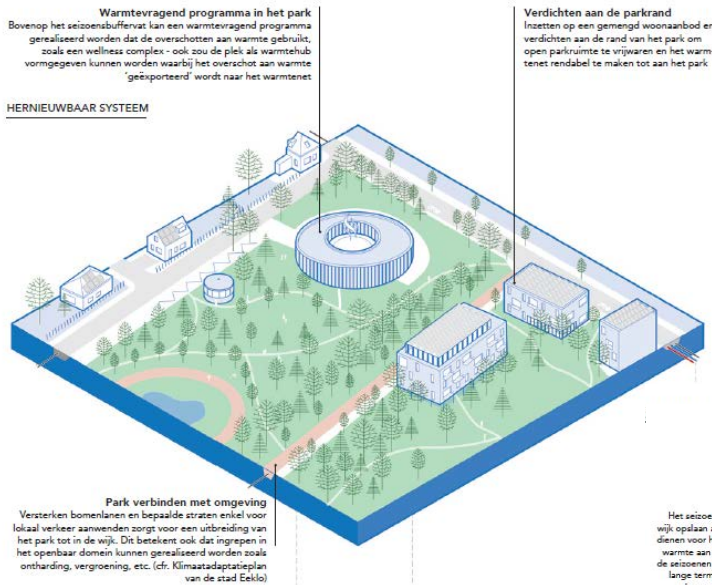 Warmtevragend programma in het park
Bovenop het seizoensbuffervat kan een warmtevragend programma
gerealiseerd worden dat de overschotten aan warmte gebruikt,
zoals een wellness complex - ook zou de plek als warmtehub
vormgegeven kunnen worden waarbij het overschot aan warmte
'geëxporteerd' wordt naar het warmtenet
HERNIEUWBAAR SYSTEEM
Verdichten aan de parkrand
Inzetten op een gemengd woonaanbod en
verdichten aan de rand van het park om
open parkruimte te vrijwaren en het warm-
tenet rendabel te maken tot aan het park
Park verbinden met omgeving
Versterken bomenlanen en bepaalde straten enkel voor
lokaal verkeer aanwenden zorgt voor een uitbreiding van
het park tot in de wijk. Dit betekent ook dat ingrepen in
het openbaar domein kunnen gerealiseerd worden zoals
ontharding, vergroening, etc. (cfr. Klimaatadaptatieplan
van de stad Eeklo)
Het seizoe
wijk opslaan
dienen voor h
warmte aan
de seizoenen
lange term